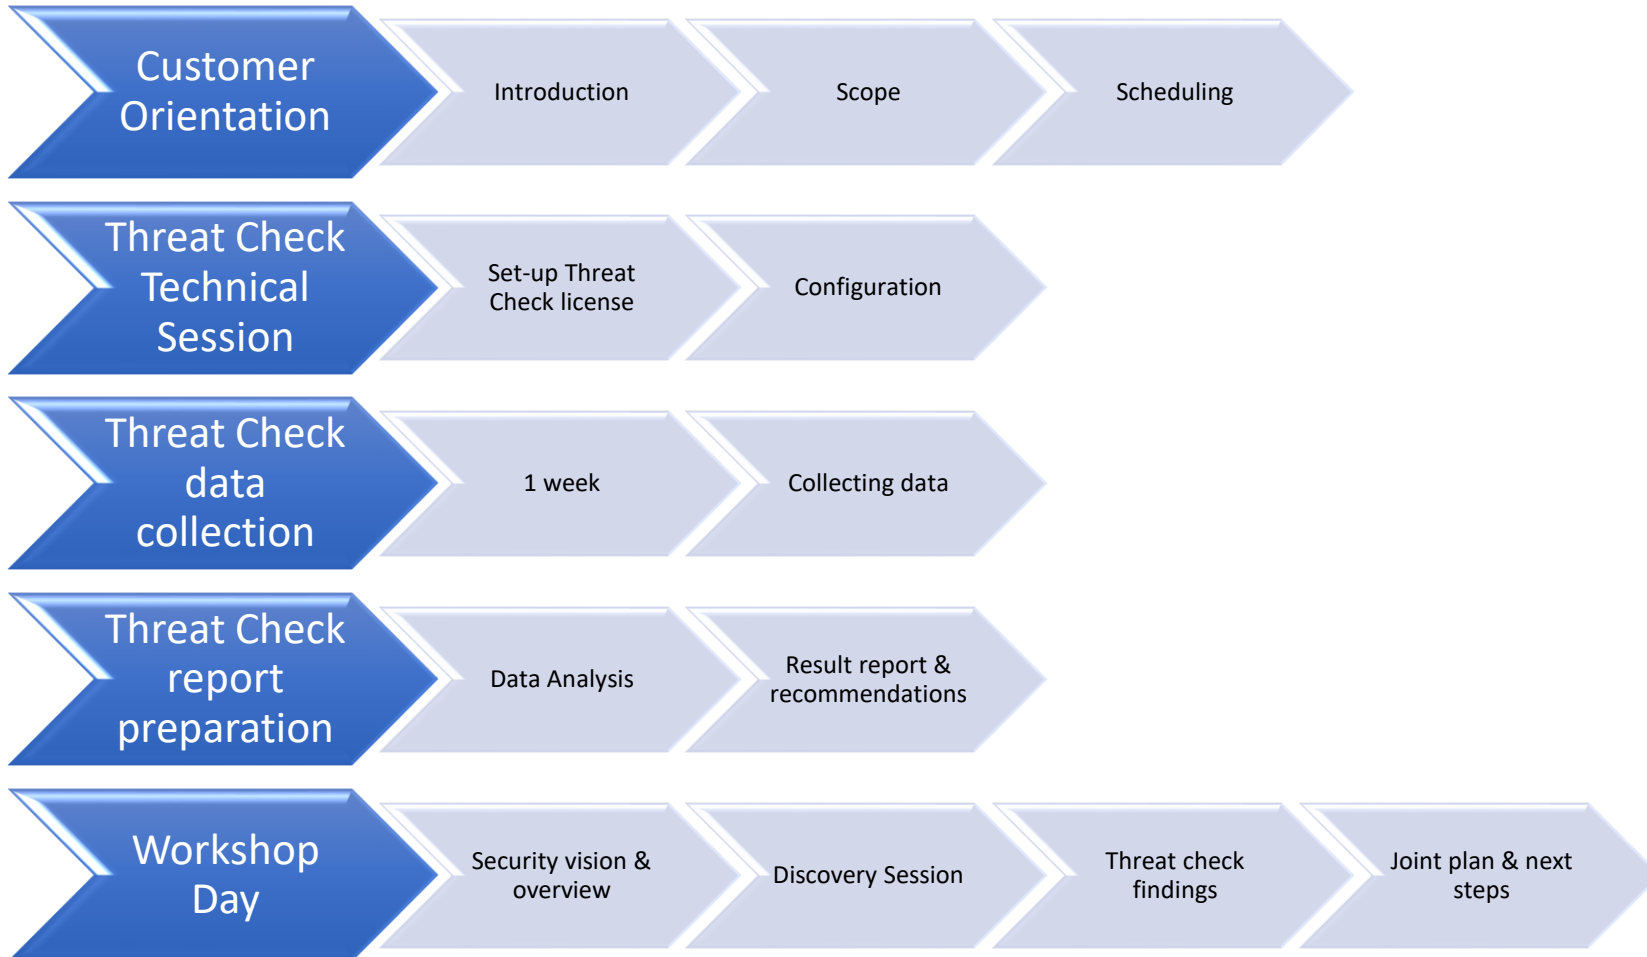 Customer
Orientation
Introduction
Scope
Scheduling
Threat Check
Technical
Session
Set-up Threat
Check license
Configuration
Threat Check
data
collection
1 week
Collecting data
Threat Check
report
preparation
Data Analysis
Result report &
recommendations
Workshop
Day
Security vision &
overview
Discovery Session
Threat check
findings
Joint plan & next
steps